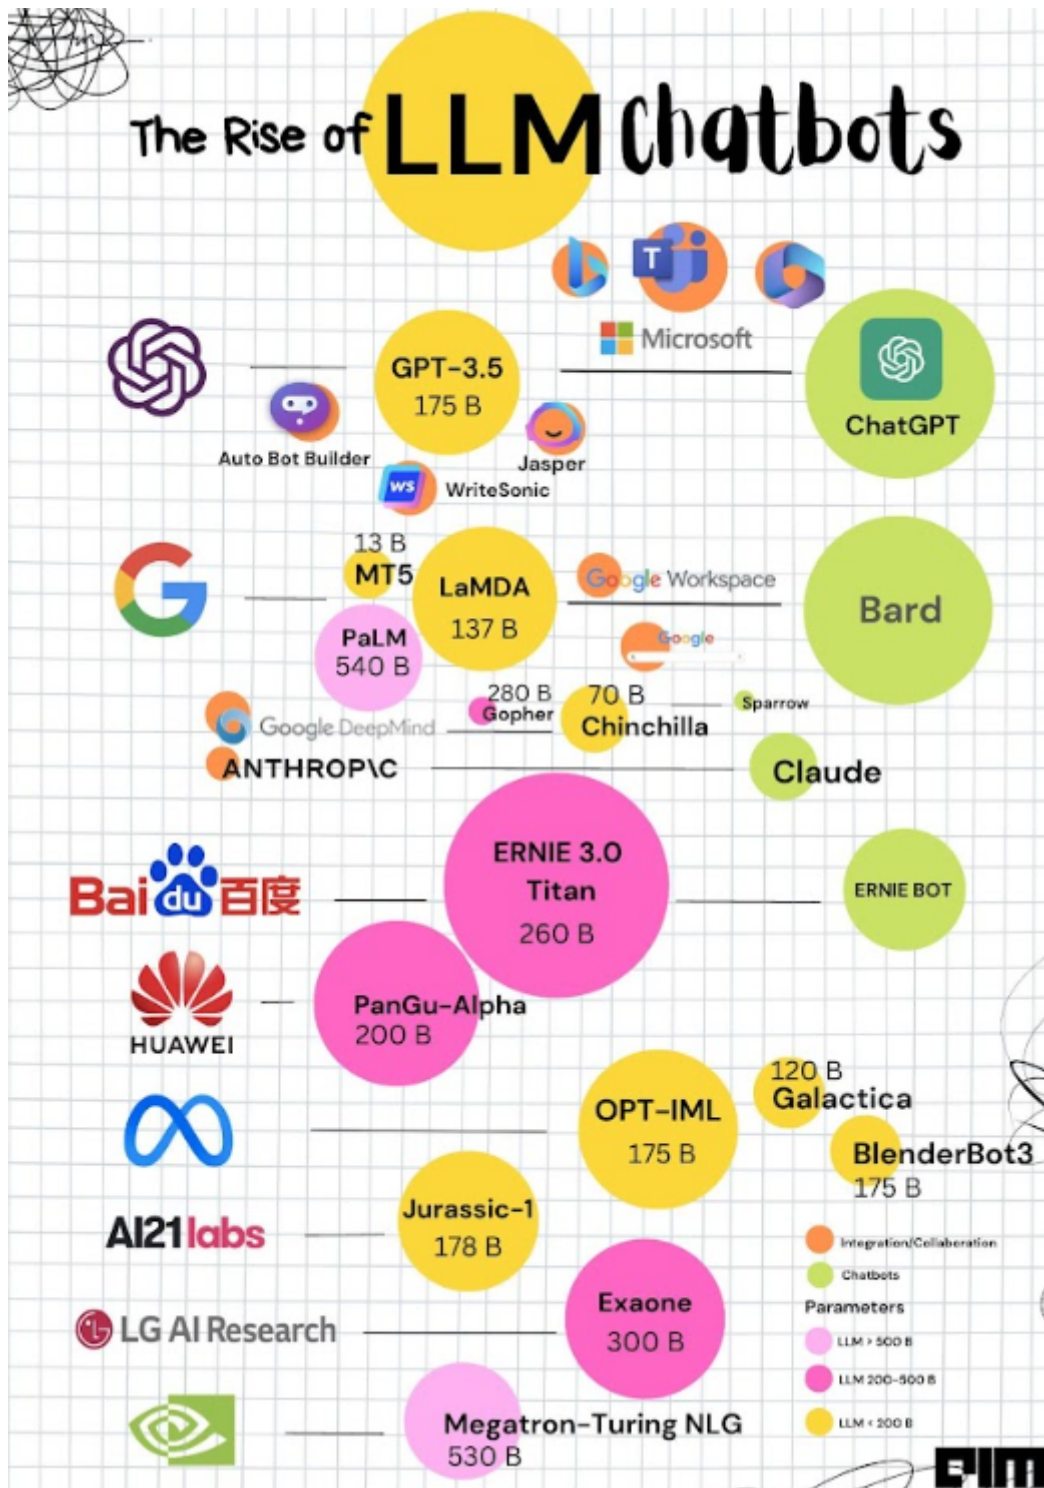 The Rise of LLM Chatbots
T
Microsoft
GPT-3.5
175 B
ChatGPT
Auto Bot Builder
Jasper
WS
WriteSonic
13 B
MT5
LaMDA
137 B
Google Workspace
Bard
PaLM
540 B
Google
280 B
Gopher
70 B
Chinchilla
Sparrow
Google DeepMind
ANTHROP\C
Claude
ERNIE 3.0
Titan
260 B
Baidu百度
ERNIE BOT
HUAWEI
PanGu-Alpha
200 B
OPT-IML
175 B
120 B
Galactica
BlenderBot3
175 B
AI21labs
Jurassic-1
178 B
LG AI Research
Exaone
300 B
Megatron-Turing NLG
530 B
Integration/Collaboration
Chatbots
Parameters
LLM > 500 B
LLM 200-500 B
LLM < 200 B